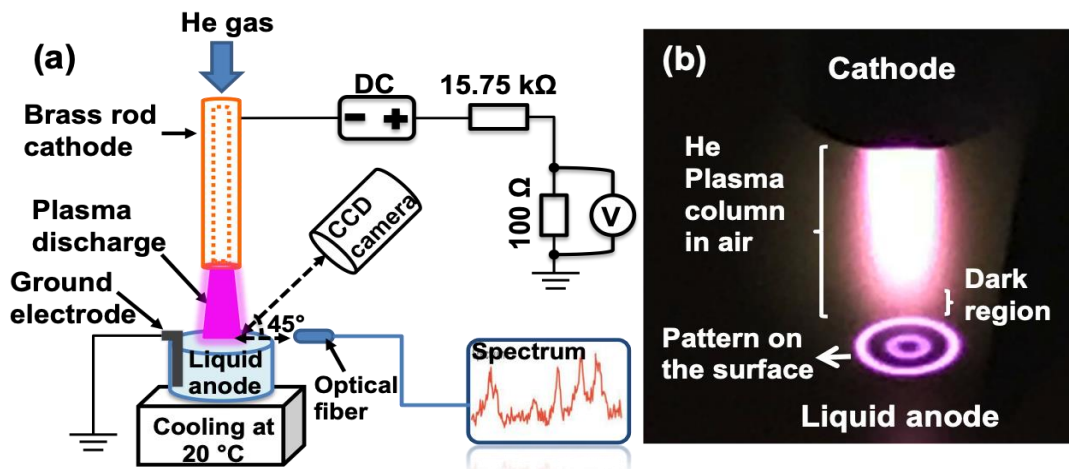 He gas
(a)
DC
15.75 kΩ
Brass rod
cathode
- +
CCD
camera
100 Ω
V
Plasma
discharge
Ground
electrode
45°
Liquid
anode
Optical
fiber
Spectrum
Cooling at
20 °C
(b)
Cathode
He
Plasma
column
in air
Dark
region
Pattern on
the surface
Liquid anode